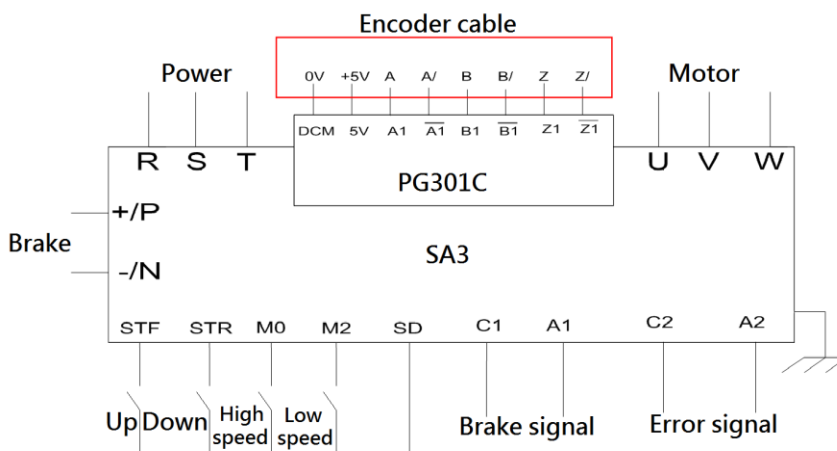 Encoder cable
Power
0V +5V A A/ B B/ Z Z/
Motor
DCM 5V A1 A1̅ B1 B1̅ Z1 Z1̅
R S T
PG301C
U V W
+/P
Brake
-/N
SA3
STF STR M0 M2 SD C1 A1 C2 A2
Up Down High speed Low speed
Brake signal
Error signal